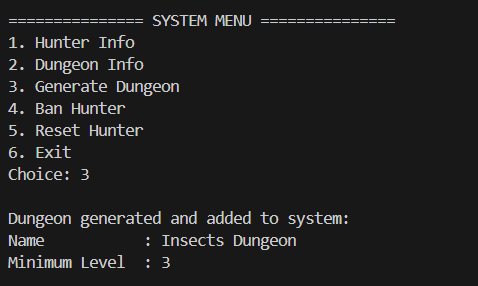 =============== SYSTEM MENU ===============
1. Hunter Info
2. Dungeon Info
3. Generate Dungeon
4. Ban Hunter
5. Reset Hunter
6. Exit
Choice: 3

Dungeon generated and added to system:
Name           : Insects Dungeon
Minimum Level  : 3